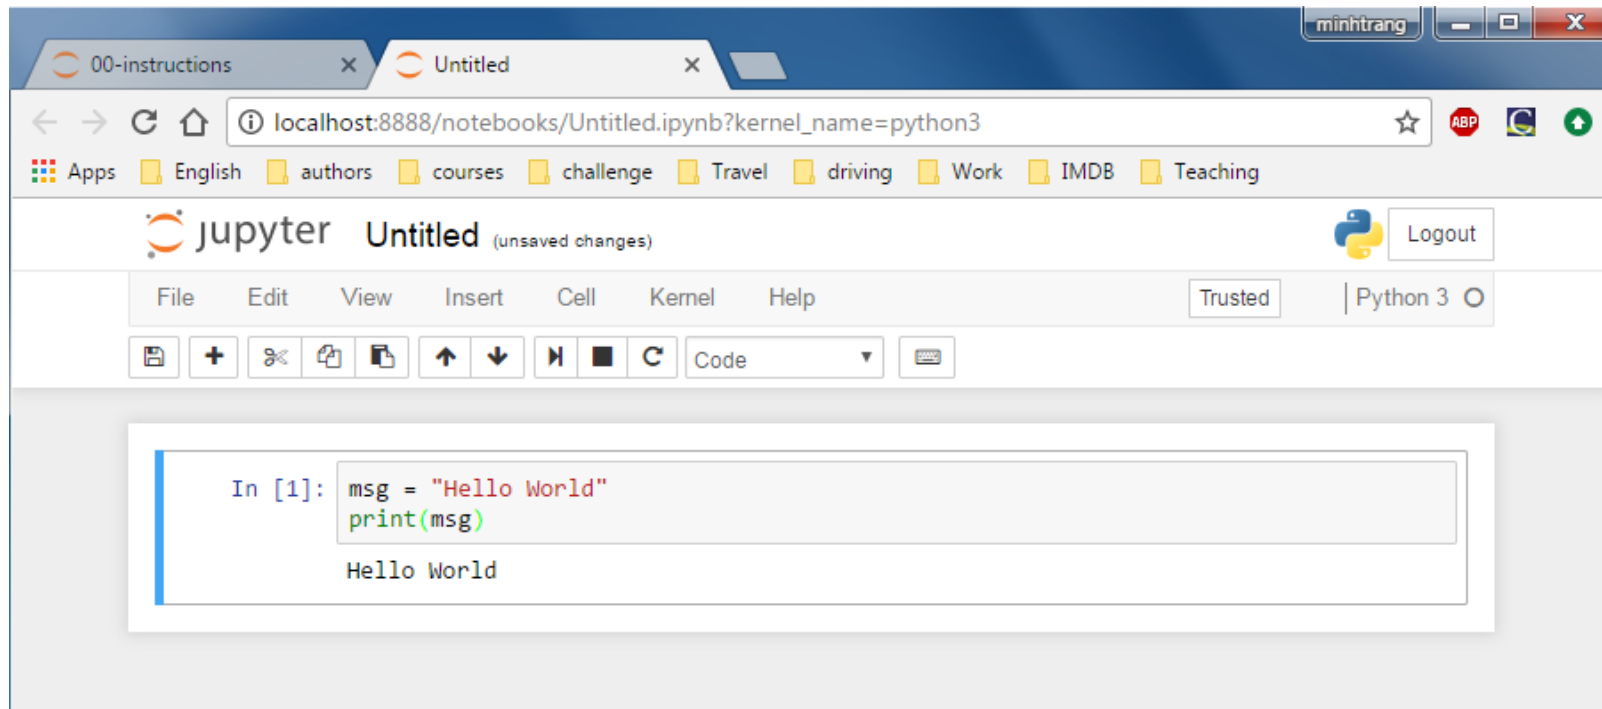 minhtrang
00-instructions
Untitled
localhost:8888/notebooks/Untitled.ipynb?kernel_name=python3
ABP
Apps English authors courses challenge Travel driving Work IMDB Teaching
jupyter Untitled (unsaved changes)
Logout
File Edit View Insert Cell Kernel Help Trusted Python 3
Code
In [1]: msg = "Hello World"
print(msg)
Hello World